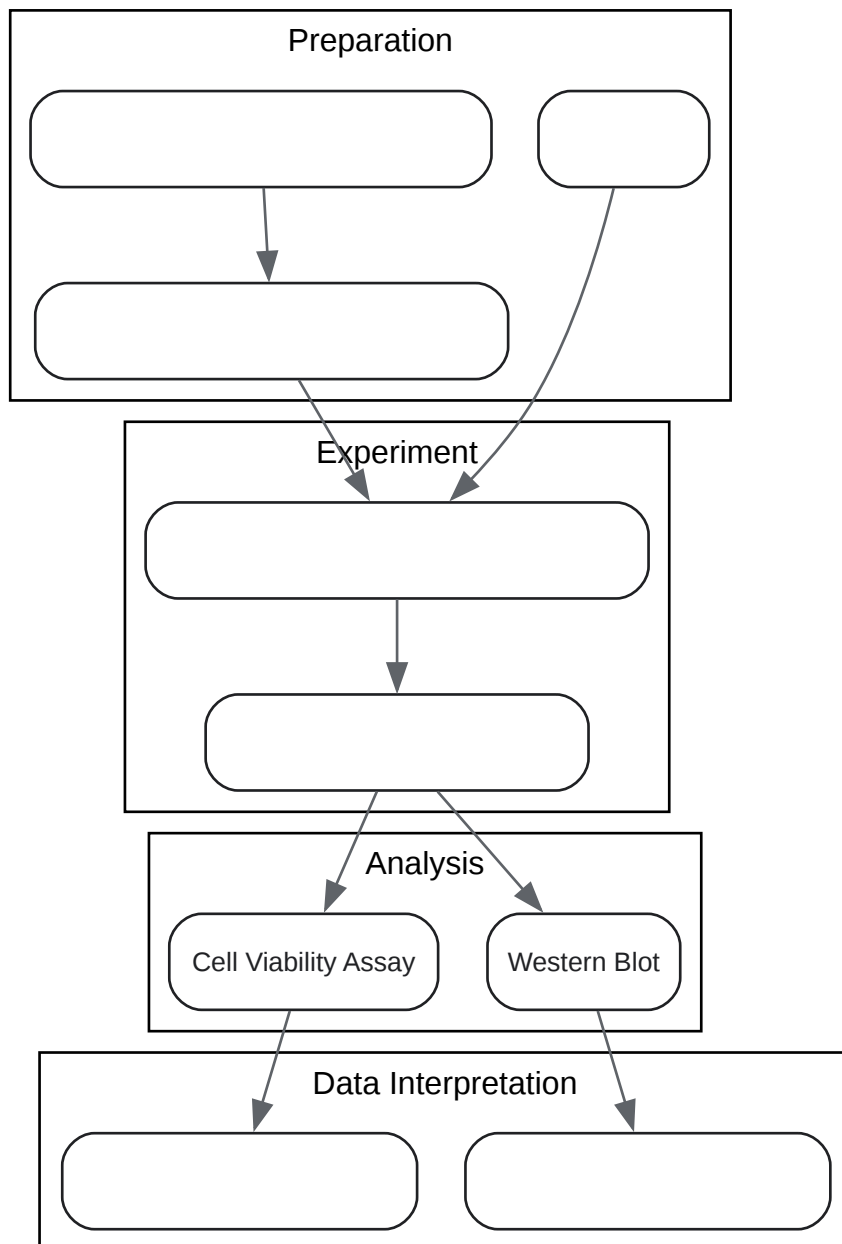 Preparation
Experiment
Analysis
Cell Viability Assay
Western Blot
Data Interpretation